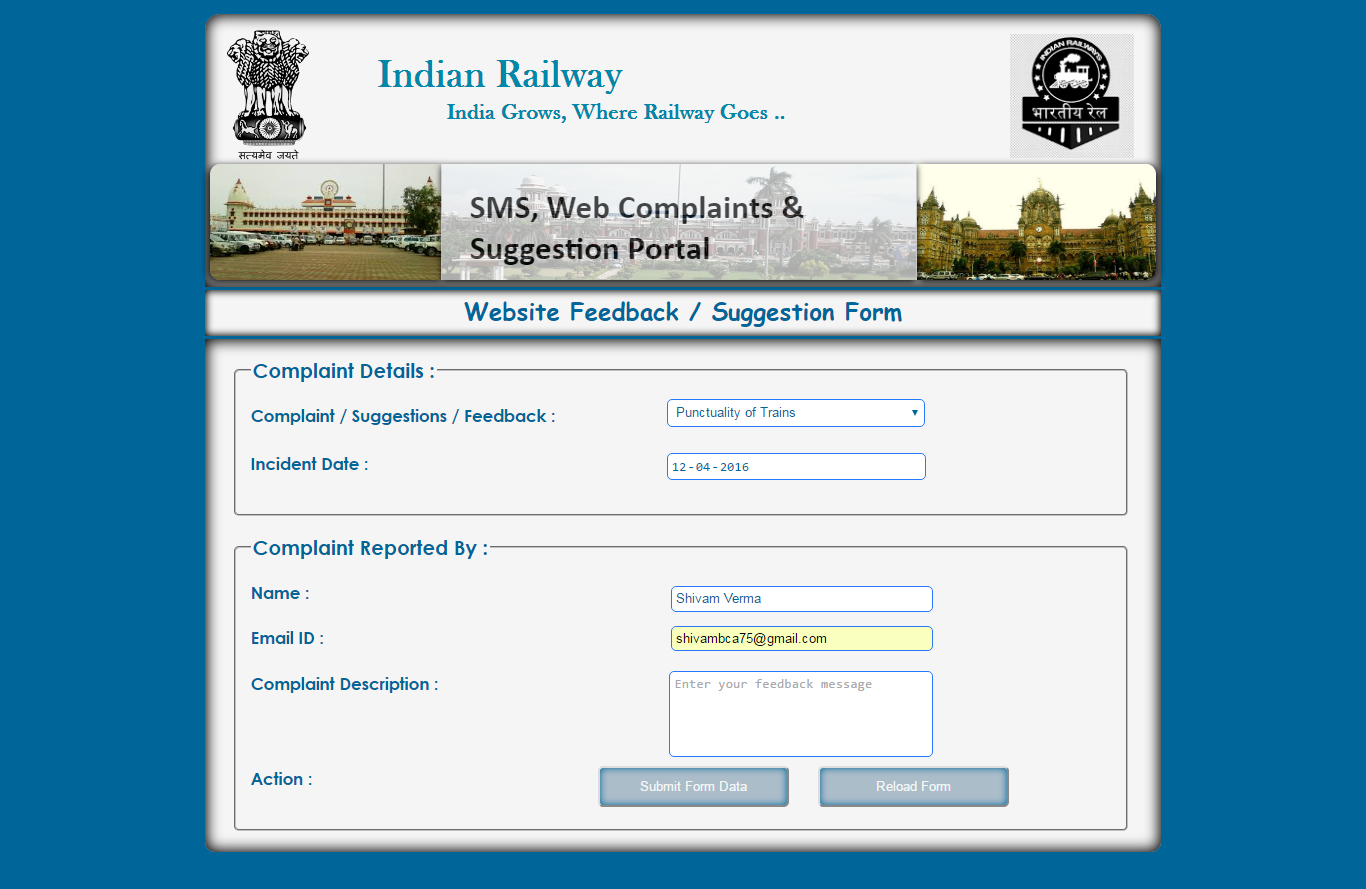 Indian Railway
India Grows, Where Railway Goes ..
सत्यमेव जयते
INDIAN RAILWAYS
भारतीय रेल
SMS, Web Complaints &
Suggestion Portal
Website Feedback / Suggestion Form
Complaint Details :
Complaint / Suggestions / Feedback :
Punctuality of Trains
Incident Date :
12-04-2016
Complaint Reported By :
Name :
Shivam Verma
Email ID :
shivambca75@gmail.com
Complaint Description :
Enter your feedback message
Action :
Submit Form Data
Reload Form